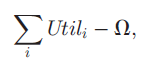 ∑_i Util_i − Ω,